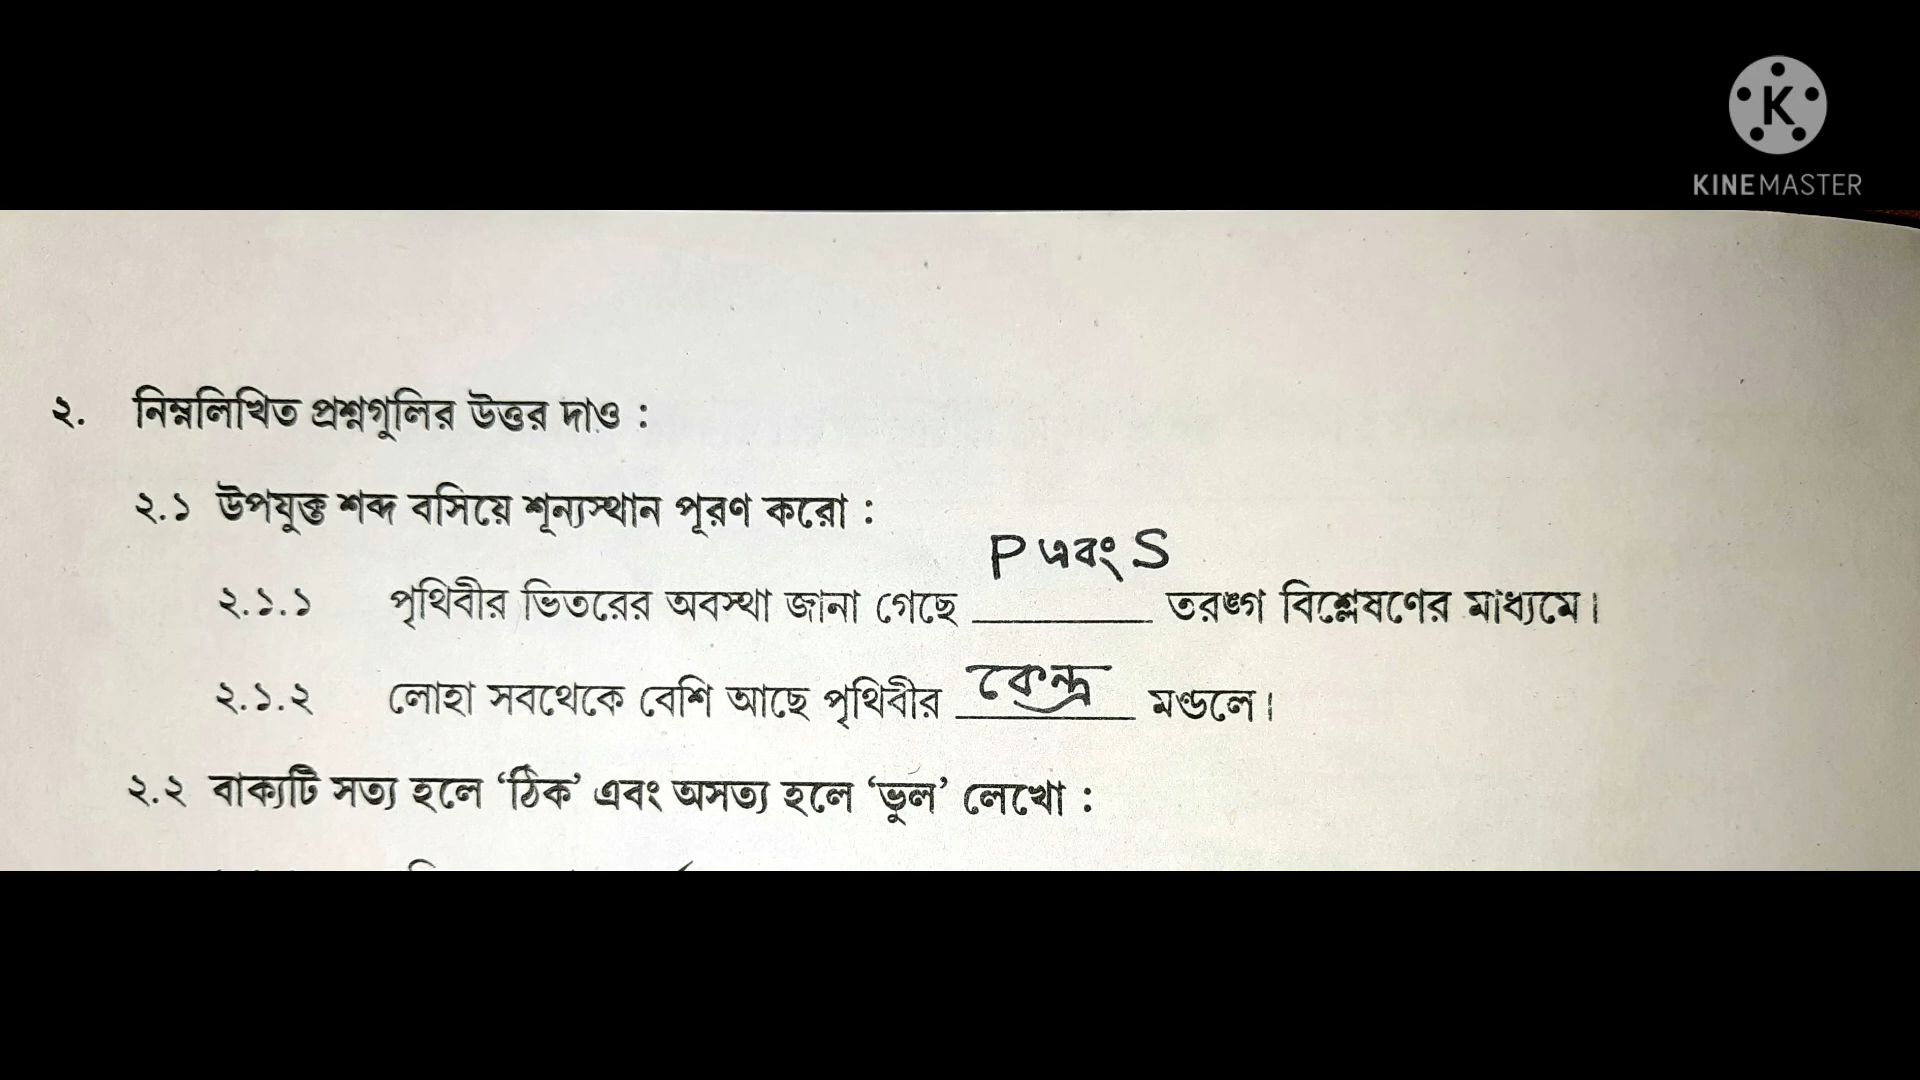 K
KINEMASTER
২. নিম্নলিখিত প্রশ্নগুলির উত্তর দাও :
২.১ উপযুক্ত শব্দ বসিয়ে শূন্যস্থান পূরণ করো :
P এবং S
২.১.১ পৃথিবীর ভিতরের অবস্থা জানা গেছে ________ তরঙ্গ বিশ্লেষণের মাধ্যমে।
২.১.২ লোহা সবথেকে বেশি আছে পৃথিবীর কেন্দ্র মণ্ডলে।
২.২ বাক্যটি সত্য হলে ‘ঠিক’ এবং অসত্য হলে ‘ভুল’ লেখো :